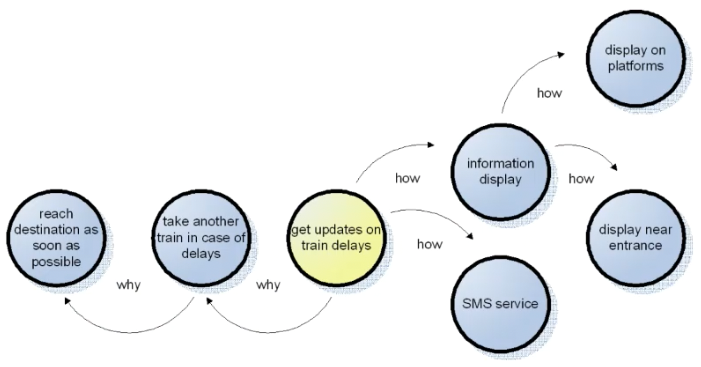 reach
destination as
soon as
possible
why
take another
train in case of
delays
why
get updates on
train delays
how
information
display
how
display on
platforms
how
display near
entrance
how
SMS service